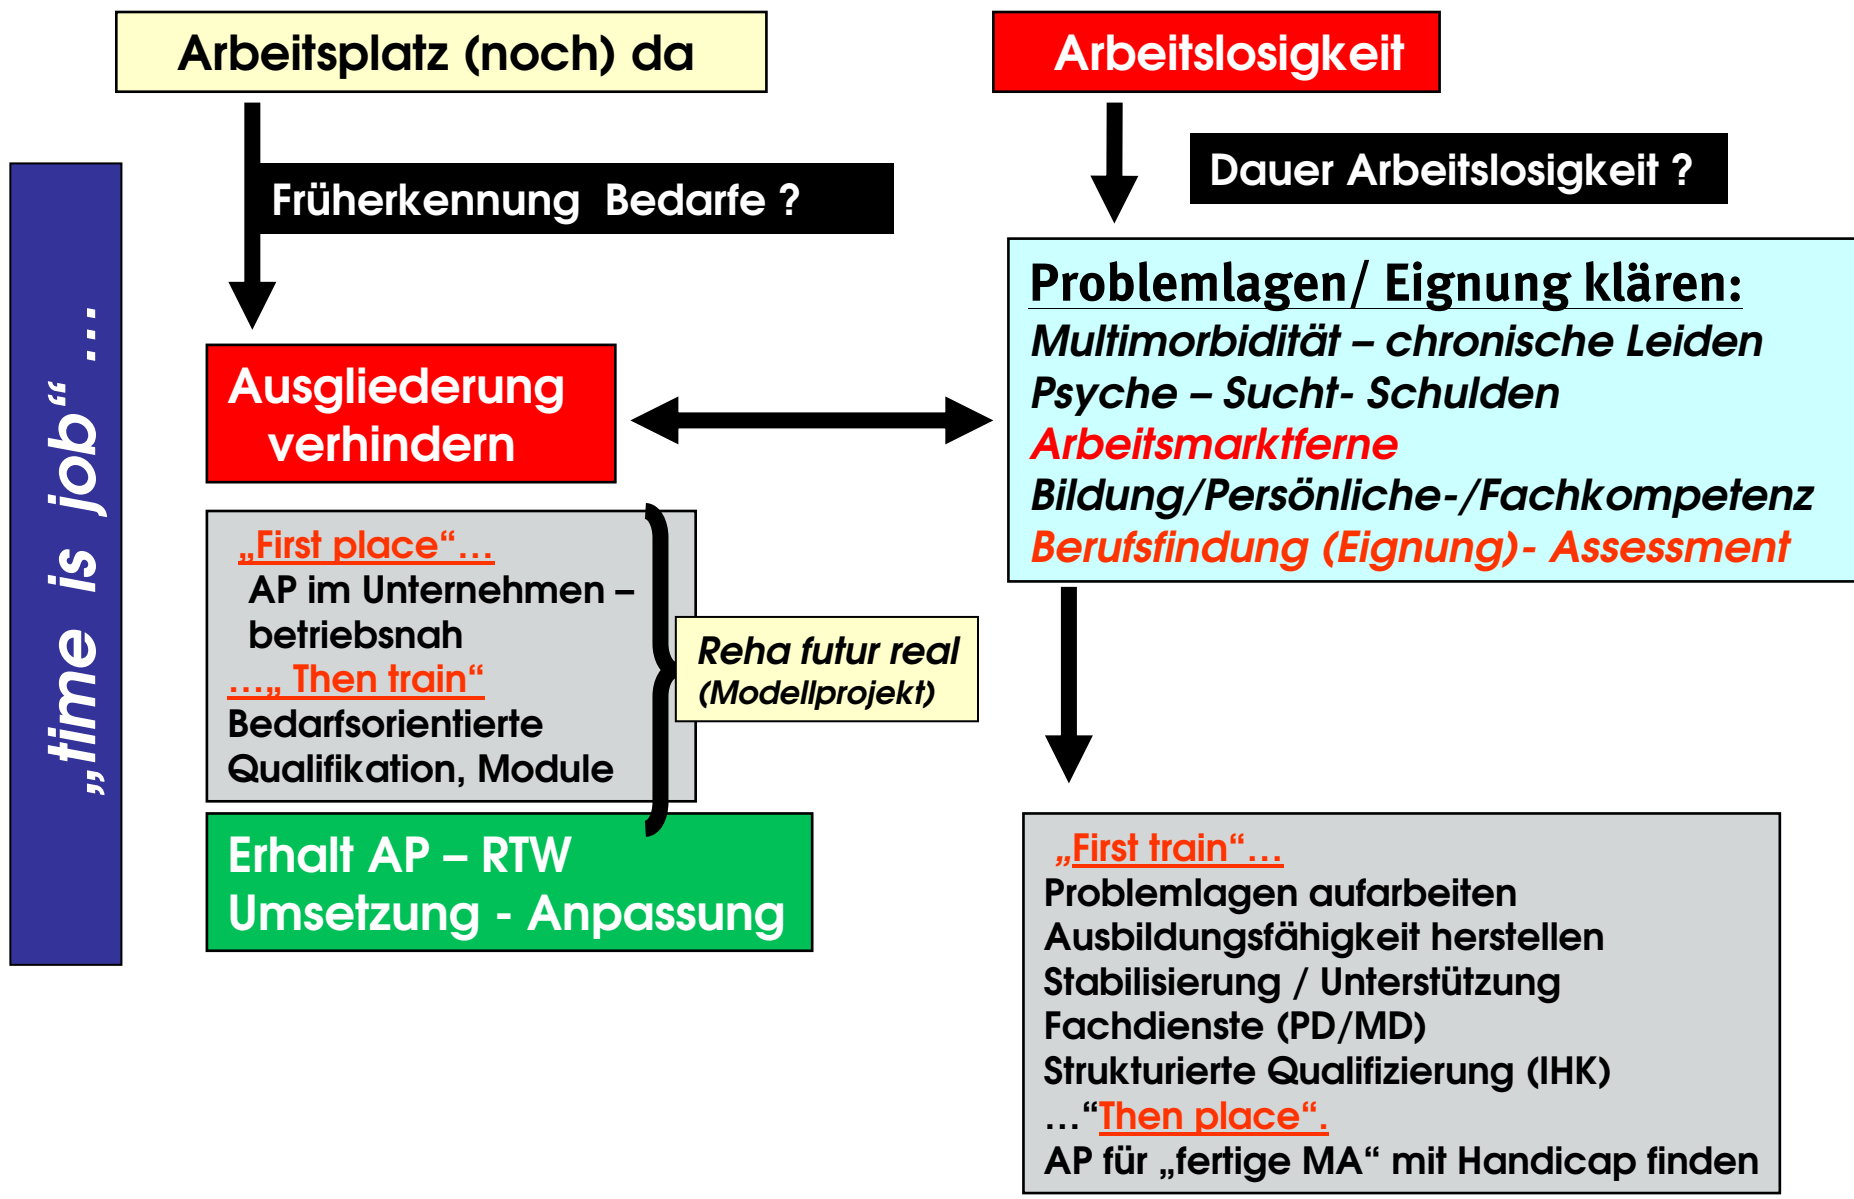 Arbeitsplatz (noch) da
Früherkennung  Bedarfe ?
„time is job“ ...
Ausgliederung
verhindern
„First place“...
AP im Unternehmen –
betriebsnah
...„ Then train“
Bedarfsorientierte
Qualifikation, Module
Reha futur real
(Modellprojekt)
Erhalt AP – RTW
Umsetzung - Anpassung
Arbeitslosigkeit
Dauer Arbeitslosigkeit ?
Problemlagen/ Eignung klären:
Multimorbidität – chronische Leiden
Psyche – Sucht- Schulden
Arbeitsmarktferne
Bildung/Persönliche-/Fachkompetenz
Berufsfindung (Eignung)- Assessment
„First train“...
Problemlagen aufarbeiten
Ausbildungsfähigkeit herstellen
Stabilisierung / Unterstützung
Fachdienste (PD/MD)
Strukturierte Qualifizierung (IHK)
...“Then place“.
AP für „fertige MA“ mit Handicap finden